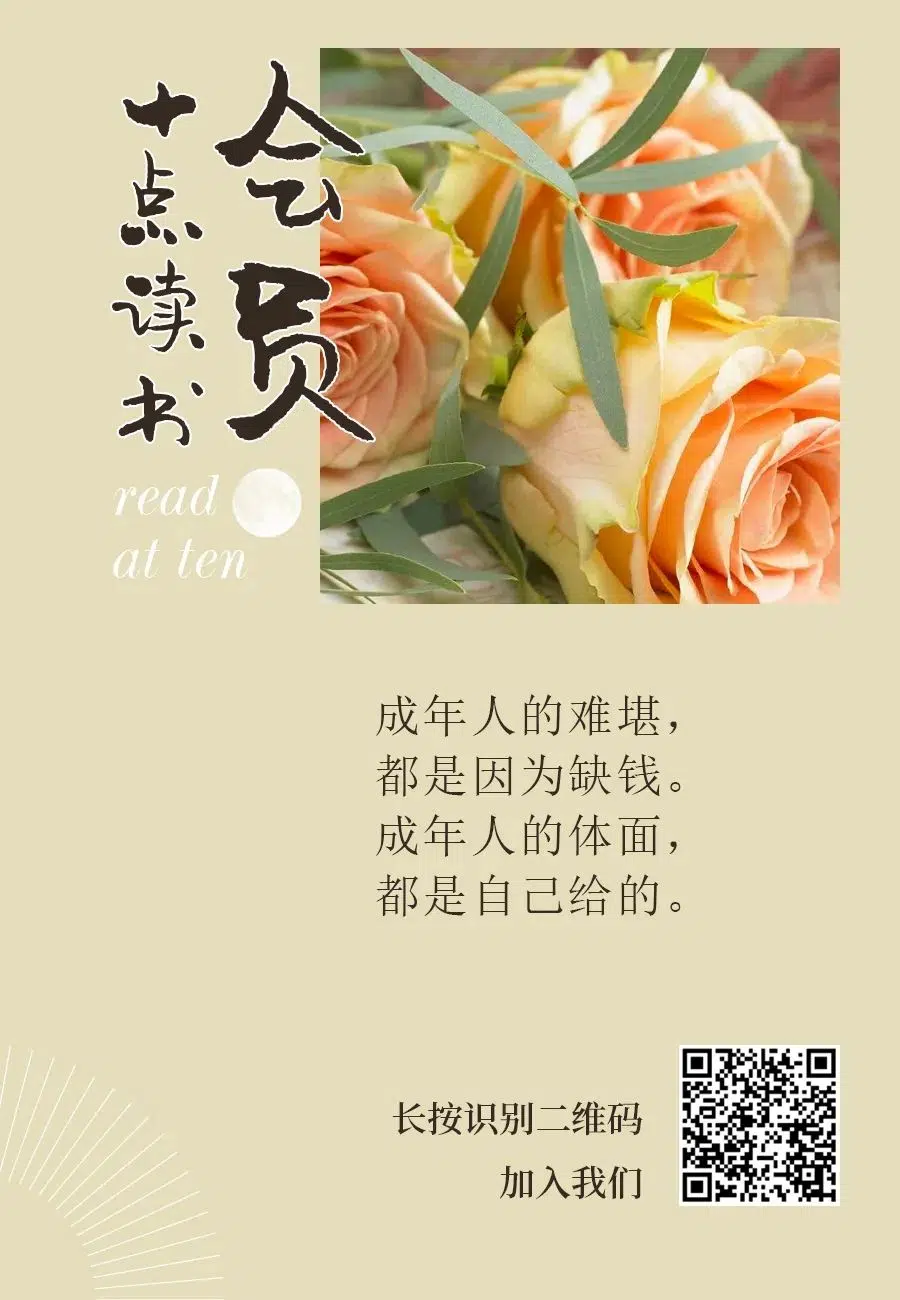 十点读书
会员
read
at ten
成年人的难堪，
都是因为缺钱。
成年人的体面，
都是自己给的。
长按识别二维码
加入我们